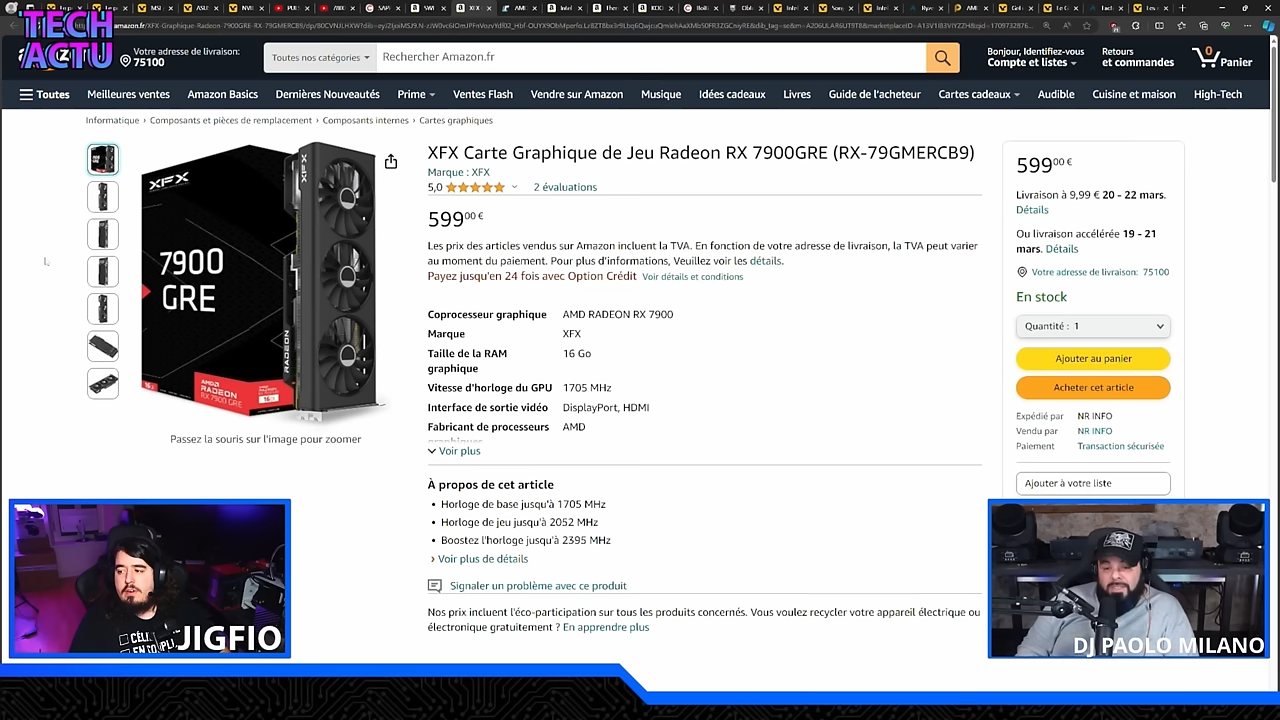 TECH
ACTU
Votre adresse de livraison:
75100
Toutes nos catégories
Rechercher Amazon.fr
Bonjour, Identifiez-vous
Compte et listes
Retours
et commandes
0
Panier
Toutes
Meilleures ventes
Amazon Basics
Dernières Nouveautés
Prime
Ventes Flash
Vendre sur Amazon
Musique
Idées cadeaux
Livres
Guide de l'acheteur
Cartes cadeaux
Audible
Cuisine et maison
High-Tech
Informatique › Composants et pièces de remplacement › Composants internes › Cartes graphiques
XFX
7900
GRE
AMD
RADEON
RX 7900 GRE
RADEON
XFX
Passez la souris sur l'image pour zoomer
XFX Carte Graphique de Jeu Radeon RX 7900GRE (RX-79GMERCB9)
Marque : XFX
5,0
2 évaluations
599,00 €
Les prix des articles vendus sur Amazon incluent la TVA. En fonction de votre adresse de livraison, la TVA peut varier
au moment du paiement. Pour plus d'informations, Veuillez voir les détails.
Payez jusqu'en 24 fois avec Option Crédit Voir détails et conditions
Coprocesseur graphique AMD RADEON RX 7900
Marque XFX
Taille de la RAM
graphique 16 Go
Vitesse d'horloge du GPU 1705 MHz
Interface de sortie vidéo DisplayPort, HDMI
Fabricant de processeurs AMD
graphiques
Voir plus
À propos de cet article
• Horloge de base jusqu'à 1705 MHz
• Horloge de jeu jusqu'à 2052 MHz
• Boostez l'horloge jusqu'à 2395 MHz
› Voir plus de détails
Signaler un problème avec ce produit
Nos prix incluent l'éco-participation sur tous les produits concernés. Vous voulez recycler votre appareil électrique ou
électronique gratuitement ? En apprendre plus
599,00 €
Livraison à 9,99 € 20 - 22 mars.
Détails
Ou livraison accélérée 19 - 21
mars. Détails
Votre adresse de livraison: 75100
En stock
Quantité : 1
Ajouter au panier
Acheter cet article
Expédié par NR INFO
Vendu par NR INFO
Paiement Transaction sécurisée
Ajouter à votre liste
JIGFIO
DJ PAOLO MILANO